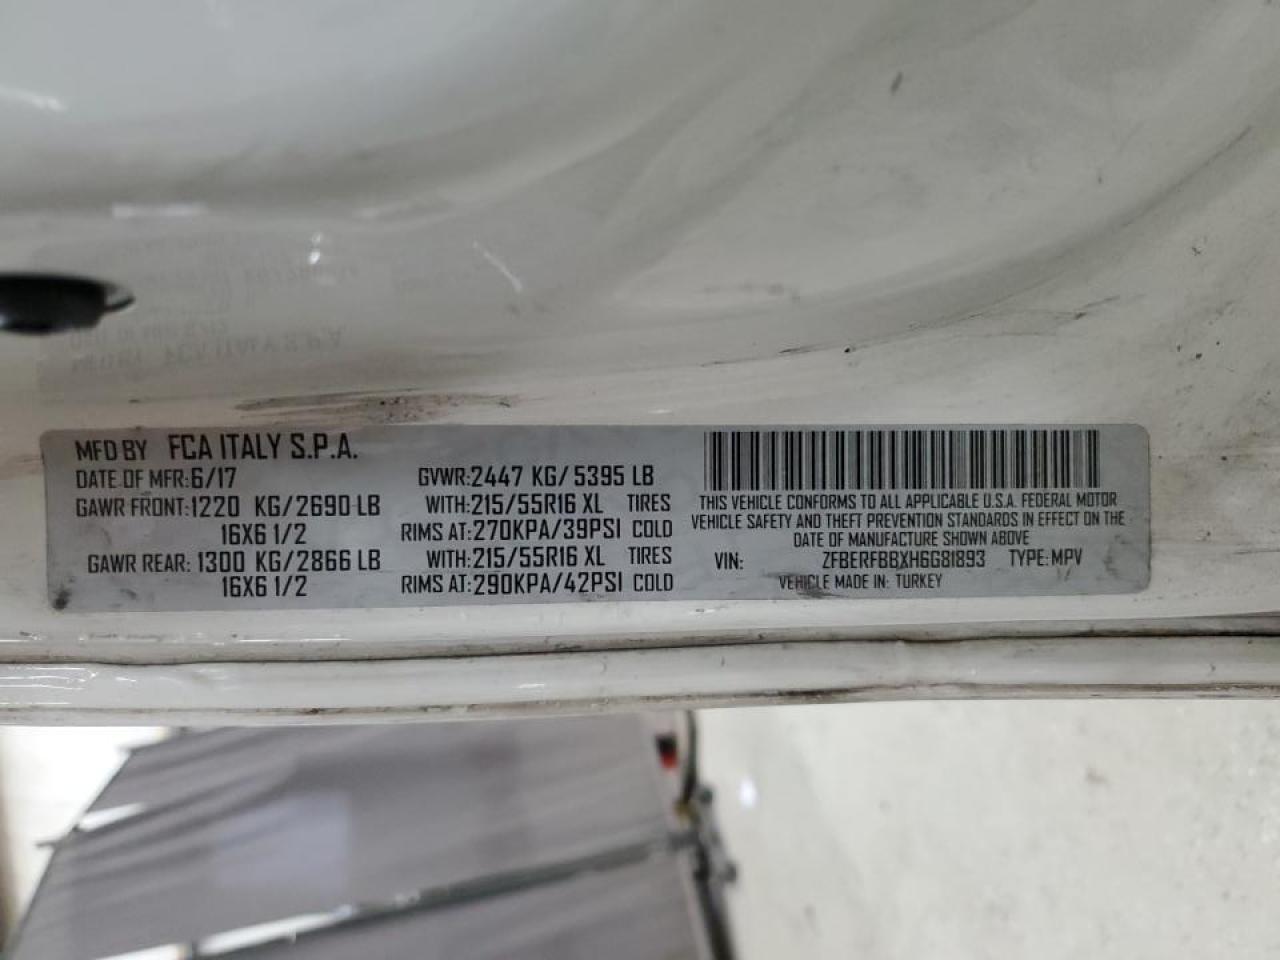 MFD BY FCA ITALY S.P.A.
DATE OF MFR: 6/17 GVWR: 2447 KG/ 5395 LB
GAWR FRONT: 1220 KG/2690 LB WITH: 215/55R16 XL TIRES
16X6 1/2 RIMS AT: 270KPA/39PSI COLD
GAWR REAR: 1300 KG/2866 LB WITH: 215/55R16 XL TIRES
16X6 1/2 RIMS AT: 290KPA/42PSI COLD
THIS VEHICLE CONFORMS TO ALL APPLICABLE U.S.A. FEDERAL MOTOR
VEHICLE SAFETY AND THEFT PREVENTION STANDARDS IN EFFECT ON THE
DATE OF MANUFACTURE SHOWN ABOVE
VIN: ZFBERFBBXH6G81893 TYPE: MPV
VEHICLE MADE IN: TURKEY